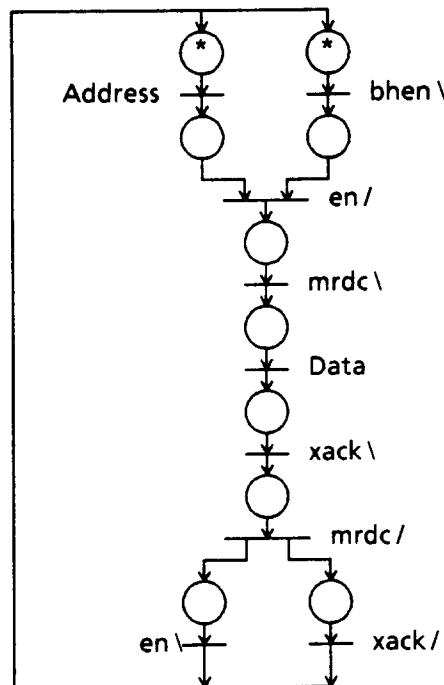 * *
Address bhen \
en /
mrdc \
Data
xack \
mrdc /
en \ xack /